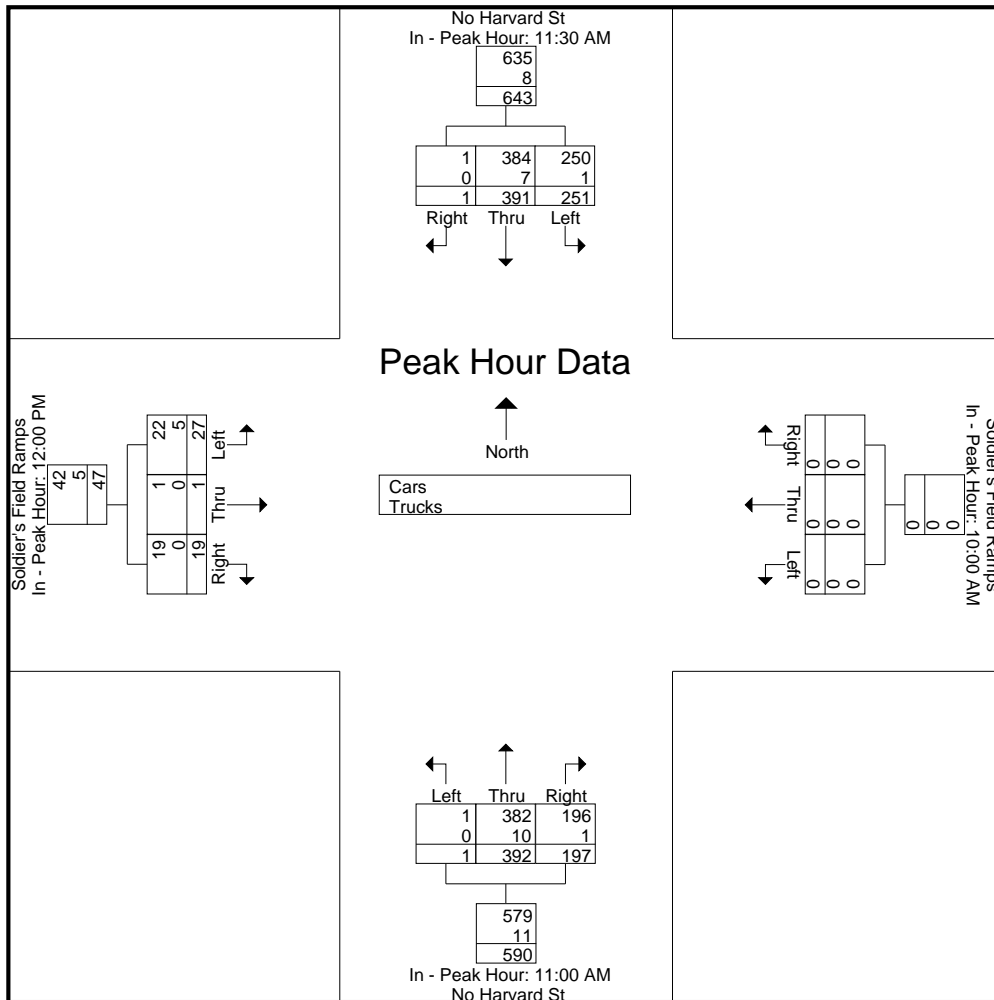 No Harvard St
In - Peak Hour: 11:30 AM
635
8
643
1 384 250
0 7 1
1 391 251
Right Thru Left
Peak Hour Data
North
Cars
Trucks
Soldier's Field Ramps
In - Peak Hour: 12:00 PM
42
5
47
22 5 27
Left
1 0 1
Thru
19 0 19
Right
Right
0 0 0
Thru
0 0 0
Left
0 0 0
0
0
0
Soldier's Field Ramps
In - Peak Hour: 10:00 AM
Left Thru Right
1 382 196
0 10 1
1 392 197
579
11
590
In - Peak Hour: 11:00 AM
No Harvard St